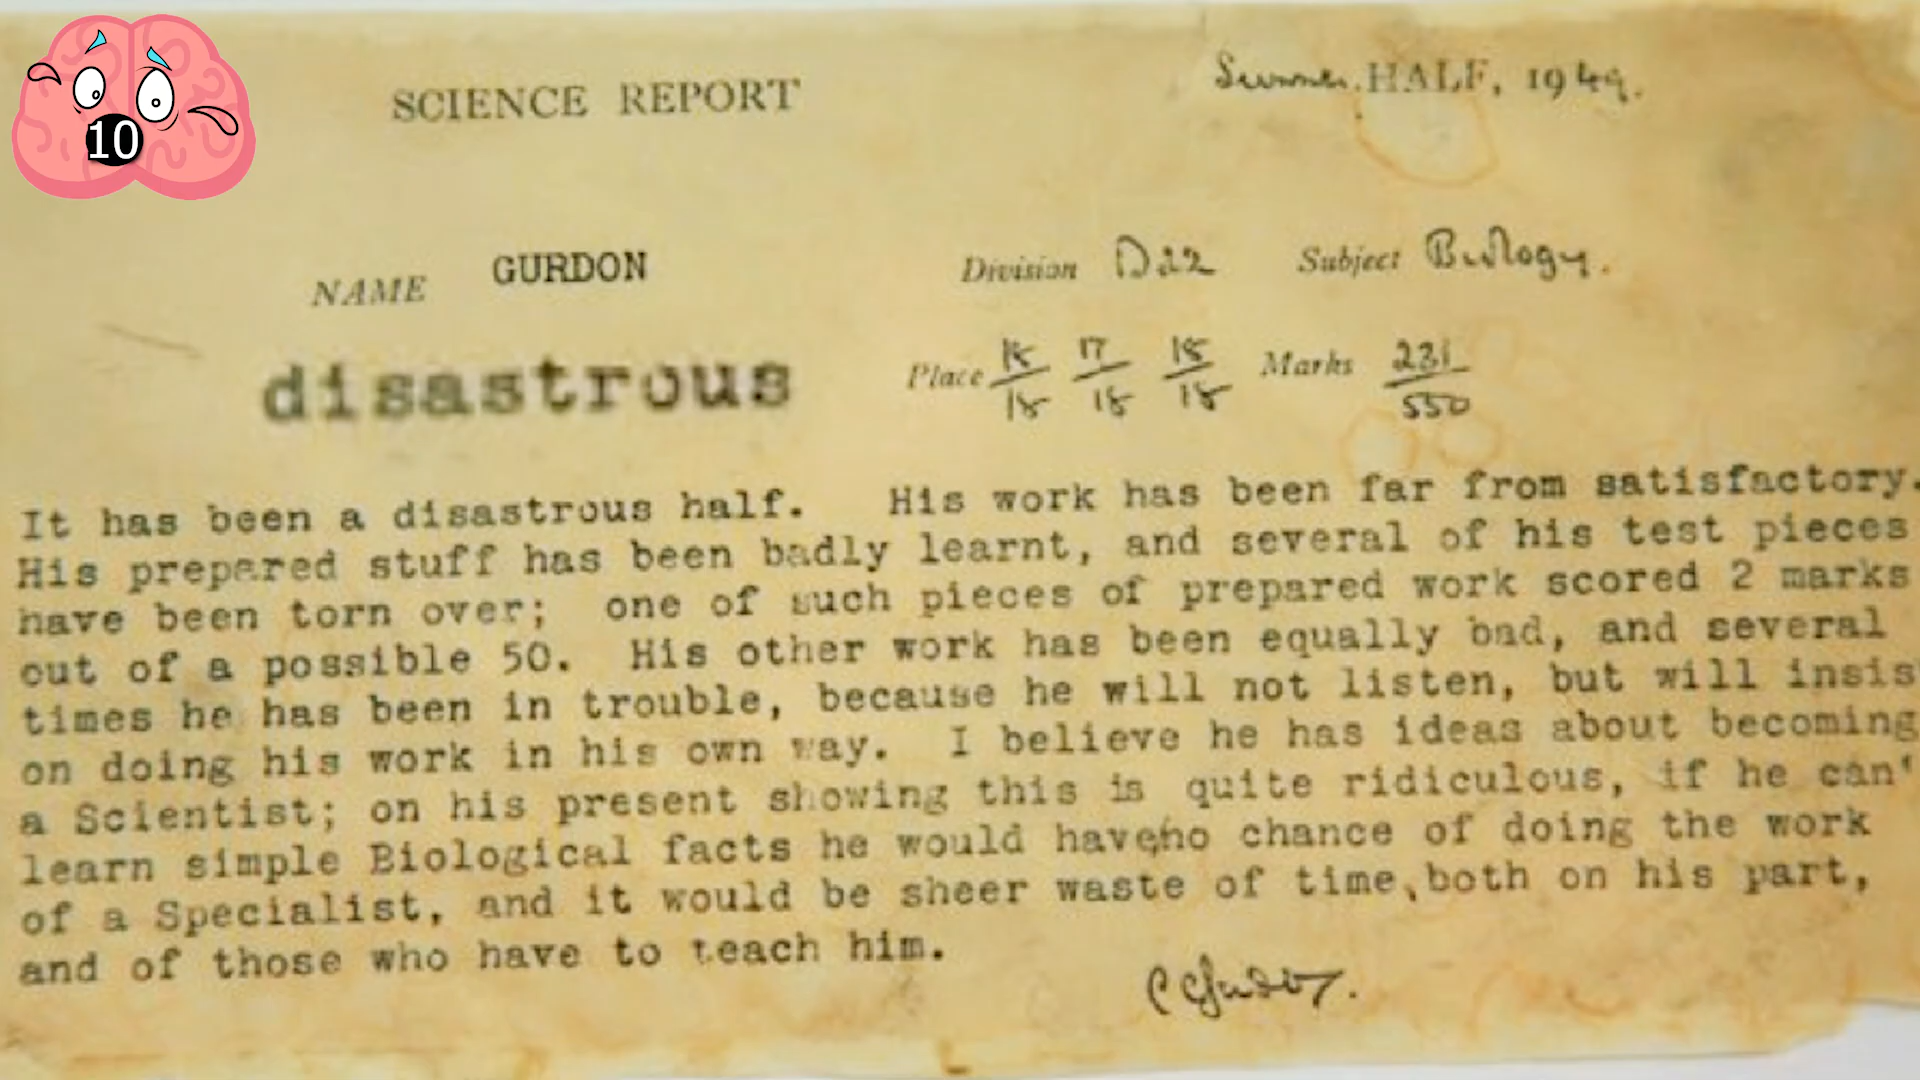 10
SCIENCE REPORT
Summer HALF, 1949.
NAME GURDON
Division D22 Subject Biology.
disastrous
Place 18/18 17/18 18/18 Marks 231/550
It has been a disastrous half. His work has been far from satisfactory.
His prepared stuff has been badly learnt, and several of his test pieces
have been torn over; one of such pieces of prepared work scored 2 marks
out of a possible 50. His other work has been equally bad, and several
times he has been in trouble, because he will not listen, but will insis
on doing his work in his own way. I believe he has ideas about becoming
a Scientist; on his present showing this is quite ridiculous, if he can'
learn simple Biological facts he would have no chance of doing the work
of a Specialist, and it would be sheer waste of time, both on his part,
and of those who have to teach him.